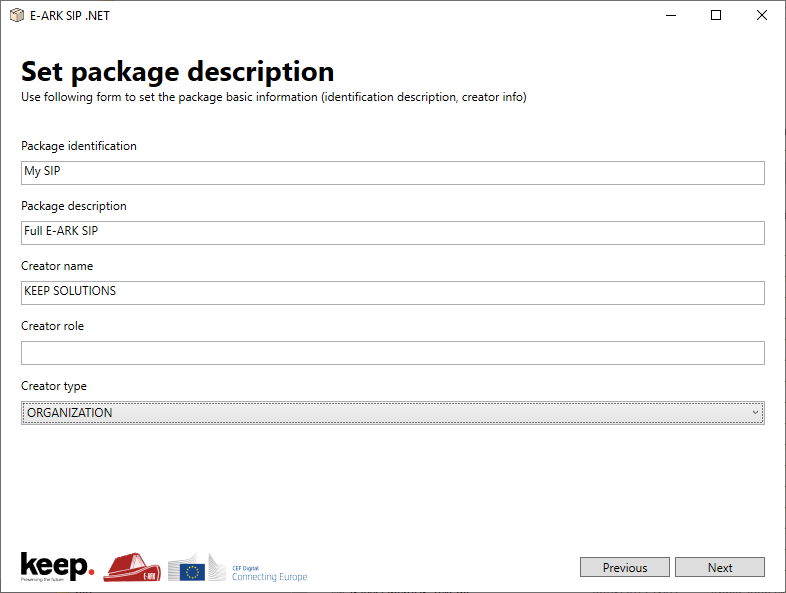 E-ARK SIP .NET
Set package description
Use following form to set the package basic information (identification description, creator info)
Package identification
My SIP
Package description
Full E-ARK SIP
Creator name
KEEP SOLUTIONS
Creator role
Creator type
ORGANIZATION
keep.
Preserving the future
E-ARK
CEF Digital
Connecting Europe
Previous
Next